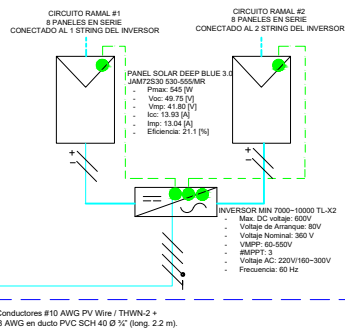 CIRCUITO RAMAL #1
8 PANELES EN SERIE
CONECTADO AL 1 STRING DEL INVERSOR
CIRCUITO RAMAL #2
8 PANELES EN SERIE
CONECTADO AL 2 STRING DEL INVERSOR
PANEL SOLAR DEEP BLUE 3.0
JAM72S30 530-555/MR
- Pmax: 545 [W
- Voc: 49.75 [V]
- Vmp: 41.80 [V]
- Icc: 13.93 [A]
- Imp: 13.04 [A]
- Eficiencia: 21.1 [%]
+
-
+
-
INVERSOR MIN 7000-10000 TL-X2
- Max. DC voltaje: 600V
- Voltaje de Arranque: 80V
- Voltaje Nominal: 360 V
- VMPP: 60-550V
- #MPPT: 3
- Voltaje AC: 220V/160-300V
- Frecuencia: 60 Hz
Conductores #10 AWG PV Wire / THWN-2 +
8 AWG en ducto PVC SCH 40 Ø ¾" (long. 2.2 m).